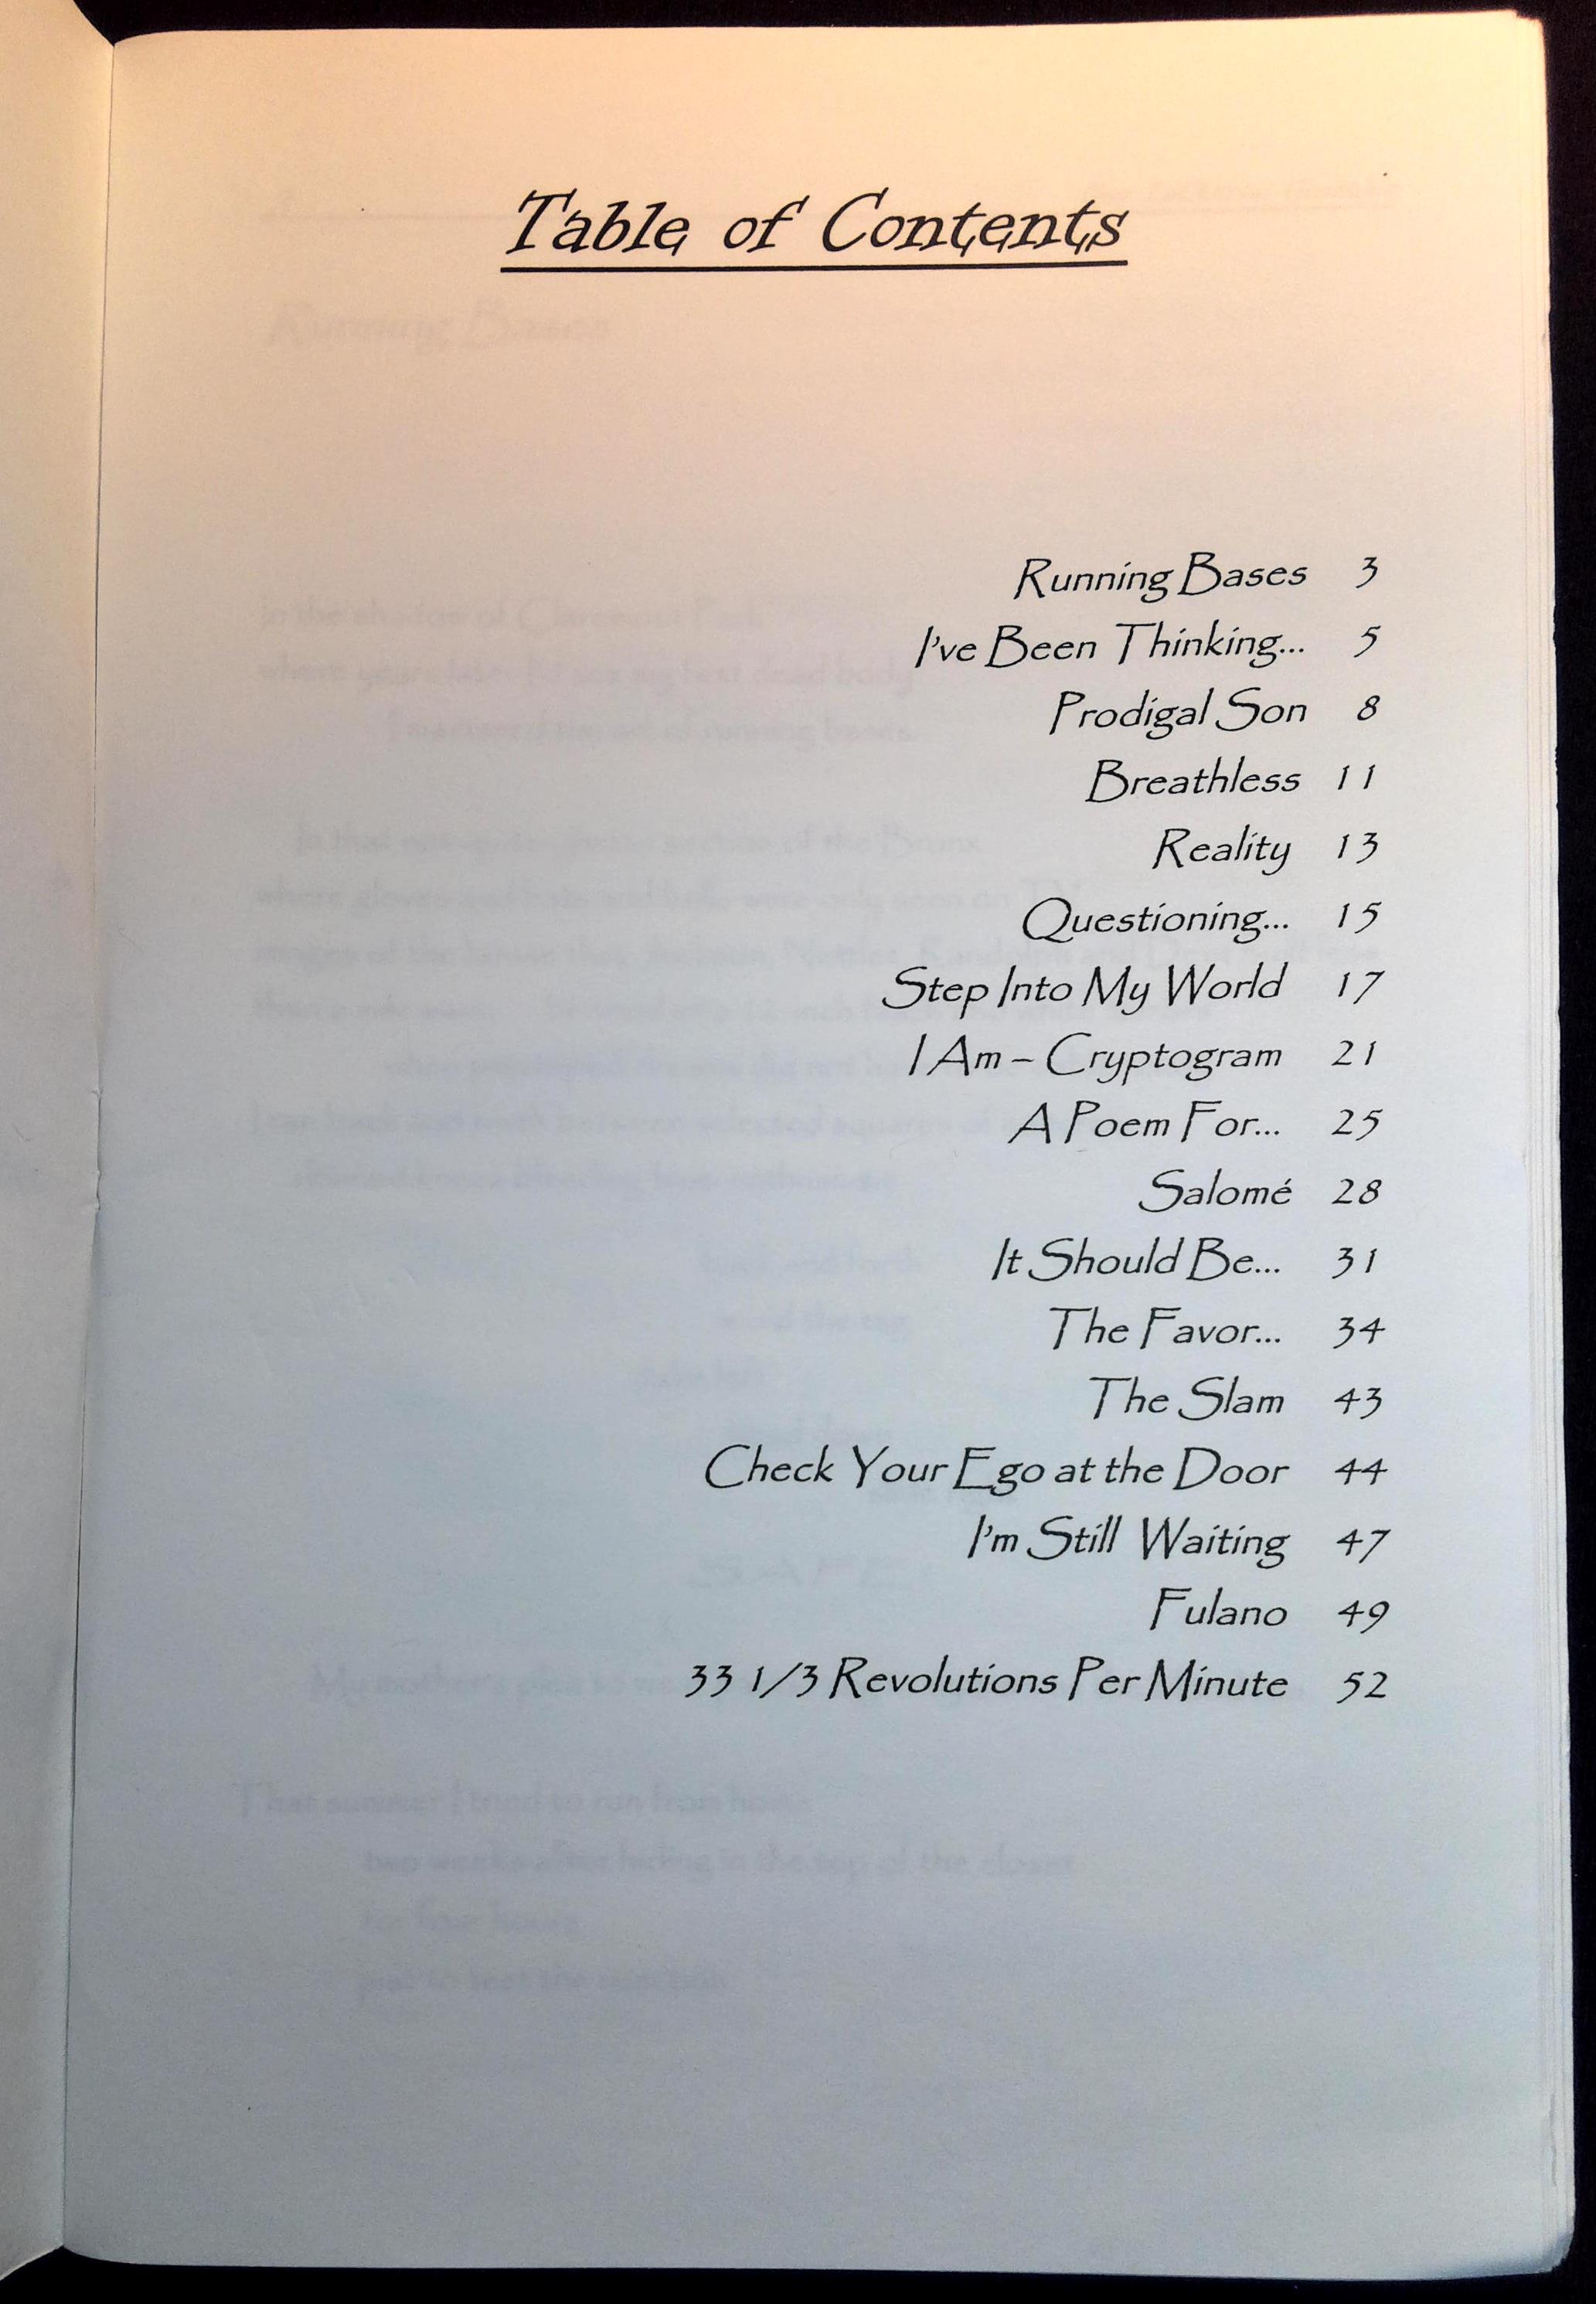 Table of Contents
Running Bases 3
I've Been Thinking... 5
Prodigal Son 8
Breathless 11
Reality 13
Questioning... 15
Step Into My World 17
I Am – Cryptogram 21
A Poem For... 25
Salomé 28
It Should Be... 31
The Favor... 34
The Slam 43
Check Your Ego at the Door 44
I'm Still Waiting 47
Fulano 49
33 1/3 Revolutions Per Minute 52